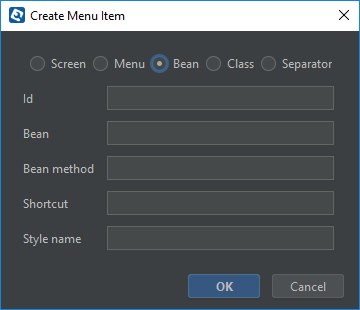 Create Menu Item
Screen Menu Bean Class Separator
Id
Bean
Bean method
Shortcut
Style name
OK Cancel